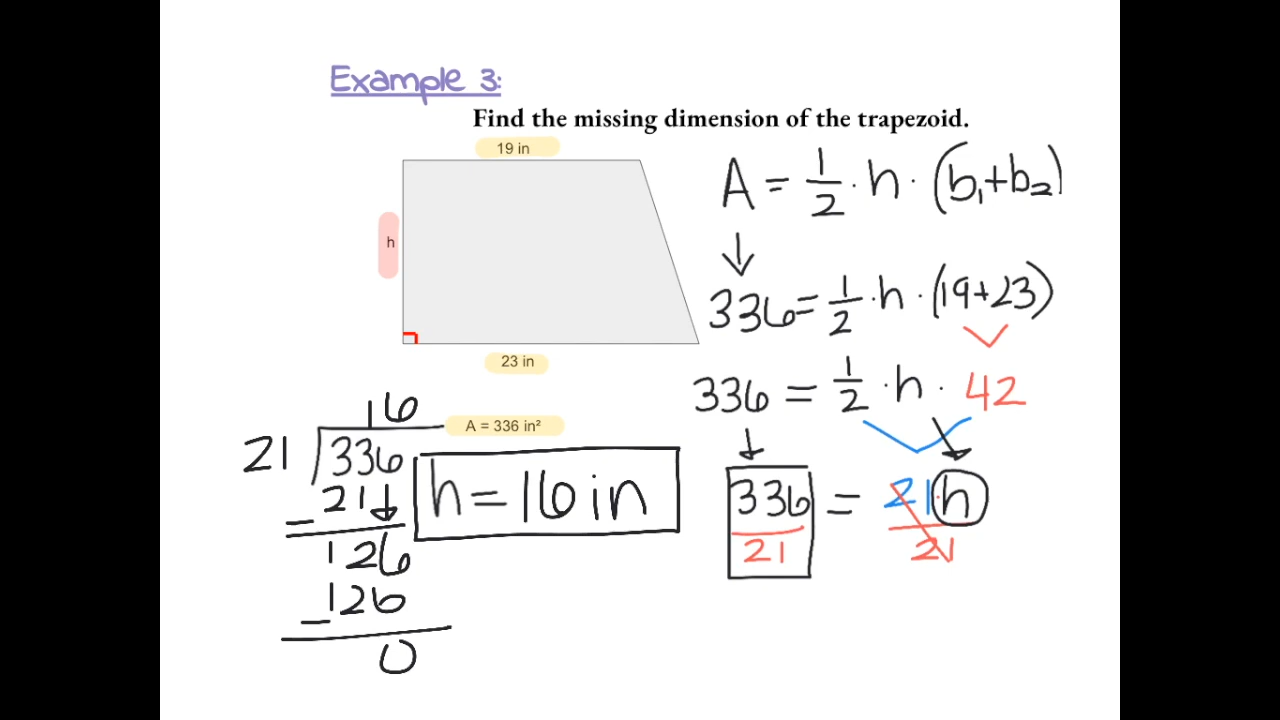 Example 3:
Find the missing dimension of the trapezoid.
19 in
h
23 in
A = 336 in²
A = 1/2 · h · (b₁+b₂)
↓
336 = 1/2 · h · (19+23)
336 = 1/2 · h · 42
336/21 = 21h/21
16
21 ) 336
- 21↓
126
- 126
0
h = 16 in